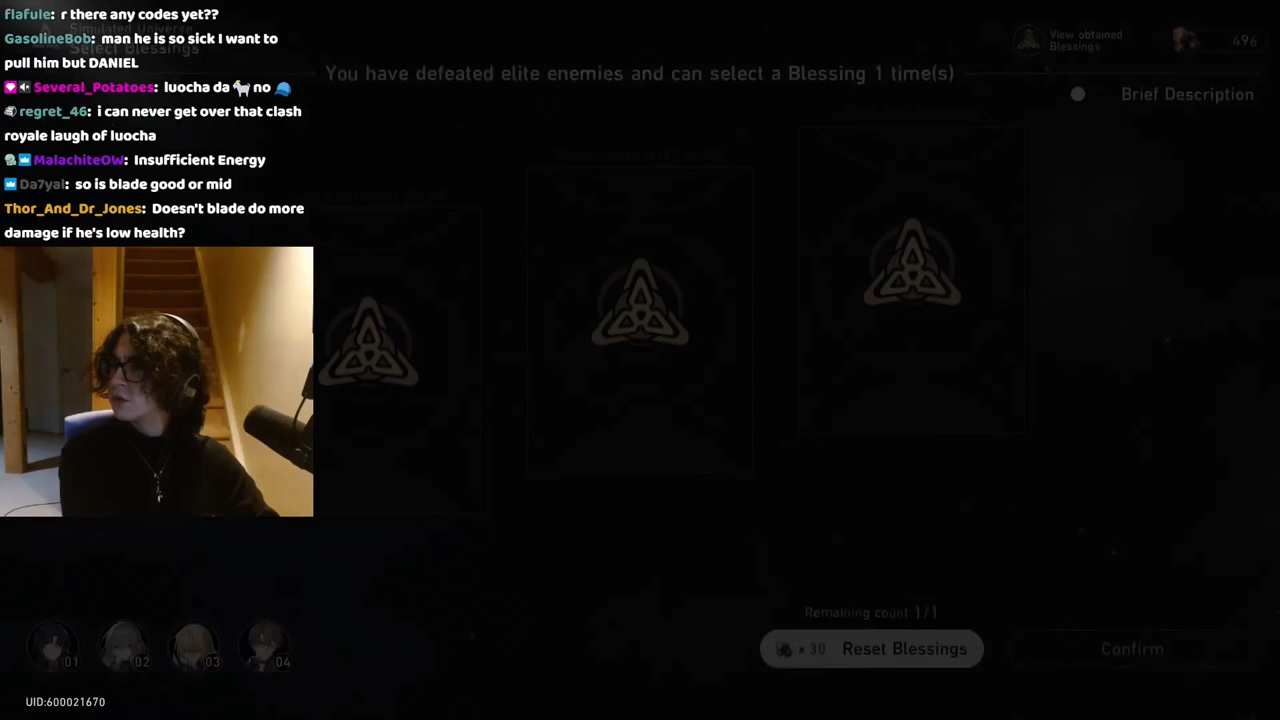 flafule: r there any codes yet??
Simulated Universe
GasolineBob: man he is so sick I want to
Select Blessings
pull him but DANIEL
View obtained
Blessings
496
You have defeated elite enemies and can select a Blessing 1 time(s)
Several_Potatoes: luocha da 🐐 no 🧢
Brief Description
regret_46: i can never get over that clash
royale laugh of luocha
MalachiteOW: Insufficient Energy
Da7yal: so is blade good or mid
Thor_And_Dr_Jones: Doesn't blade do more
damage if he's low health?
Remaining count 1/1
x 30 Reset Blessings
Confirm
01 02 03 04
UID:600021670